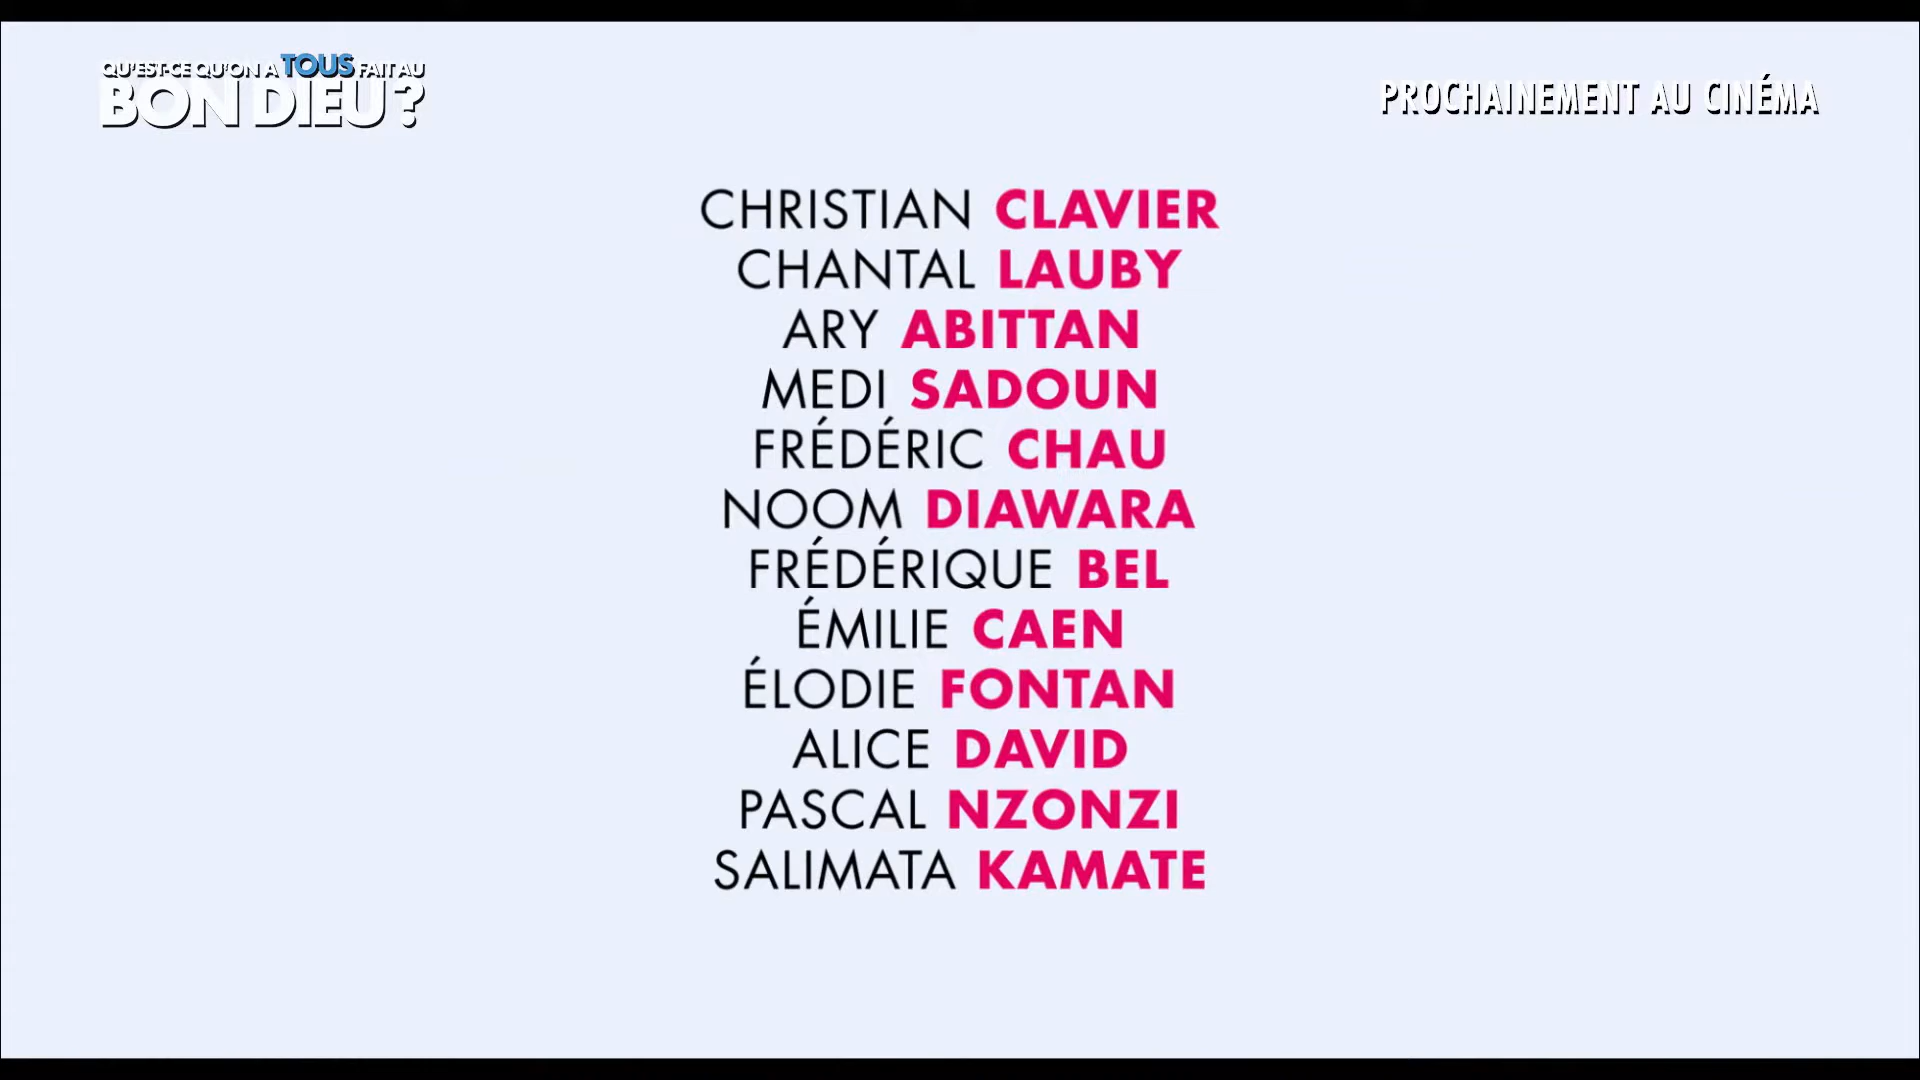 QU'EST-CE QU'ON A TOUS FAIT AU
BON DIEU ?
PROCHAINEMENT AU CINÉMA
CHRISTIAN CLAVIER
CHANTAL LAUBY
ARY ABITTAN
MEDI SADOUN
FRÉDÉRIC CHAU
NOOM DIAWARA
FRÉDÉRIQUE BEL
ÉMILIE CAEN
ÉLODIE FONTAN
ALICE DAVID
PASCAL NZONZI
SALIMATA KAMATE